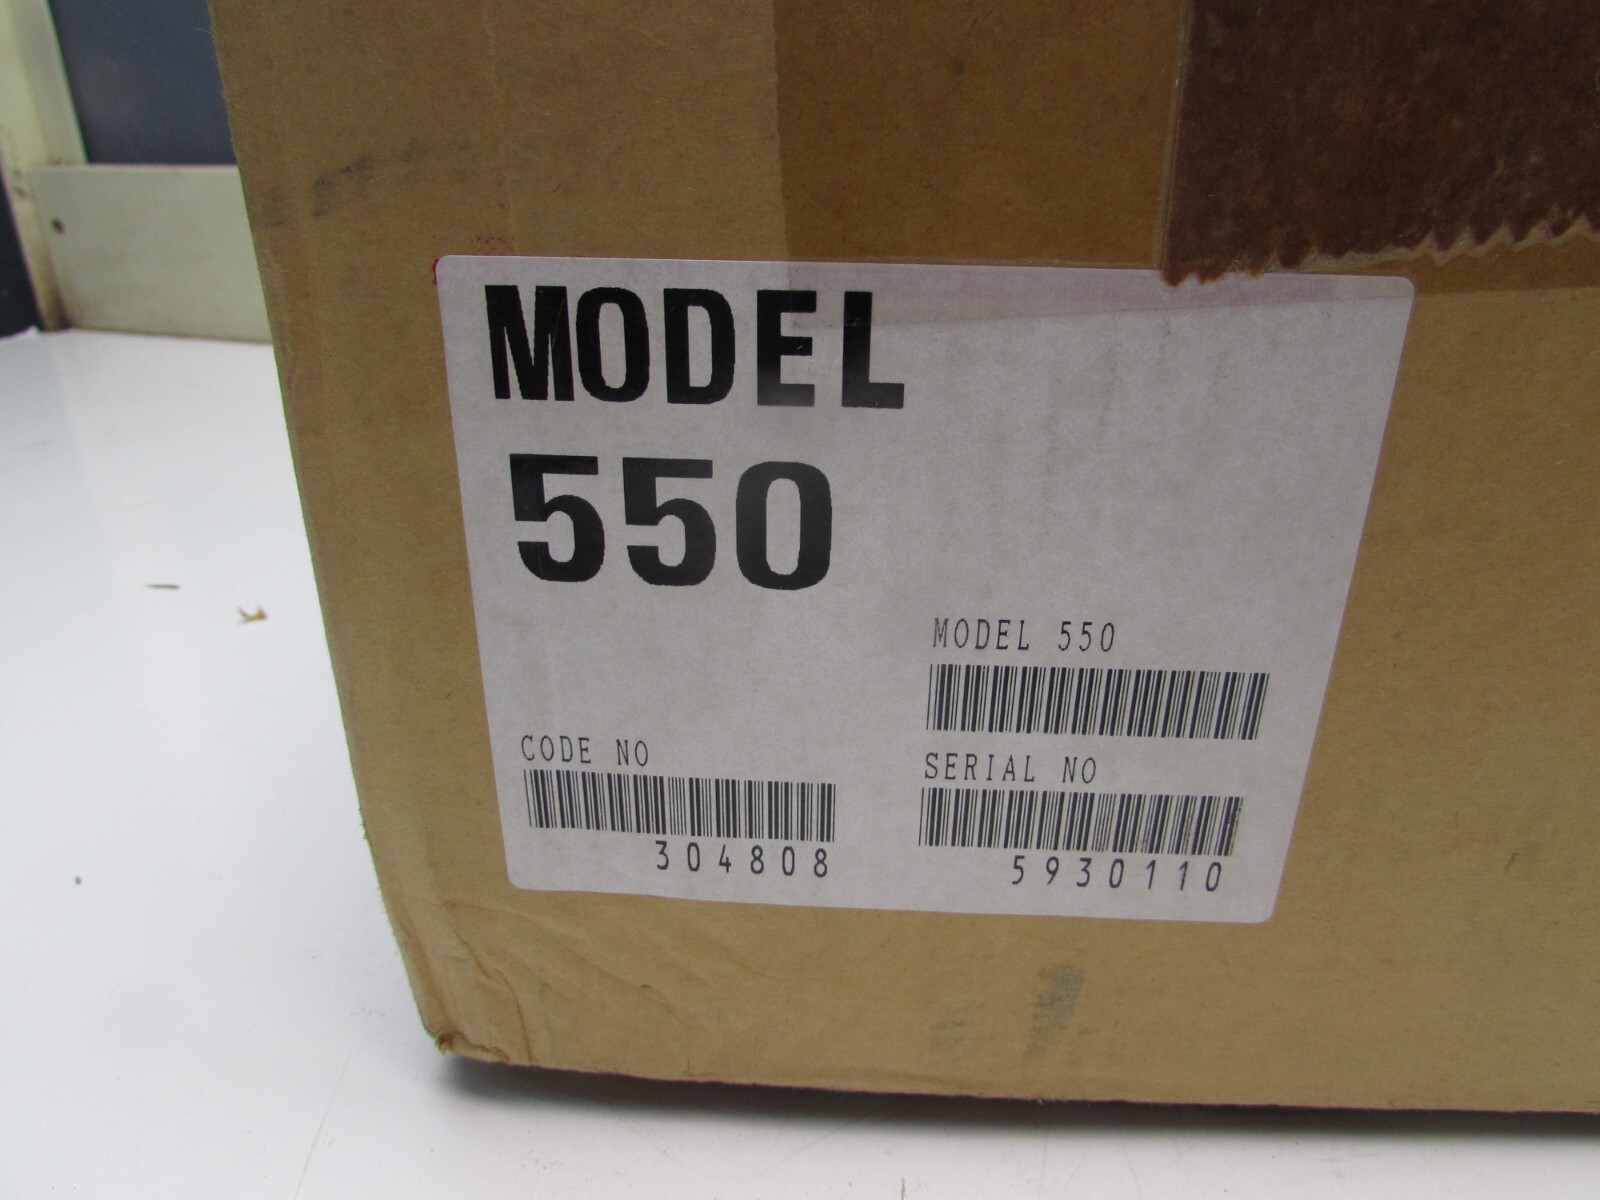 MODEL
550
MODEL 550
CODE NO
304808
SERIAL NO
5930110